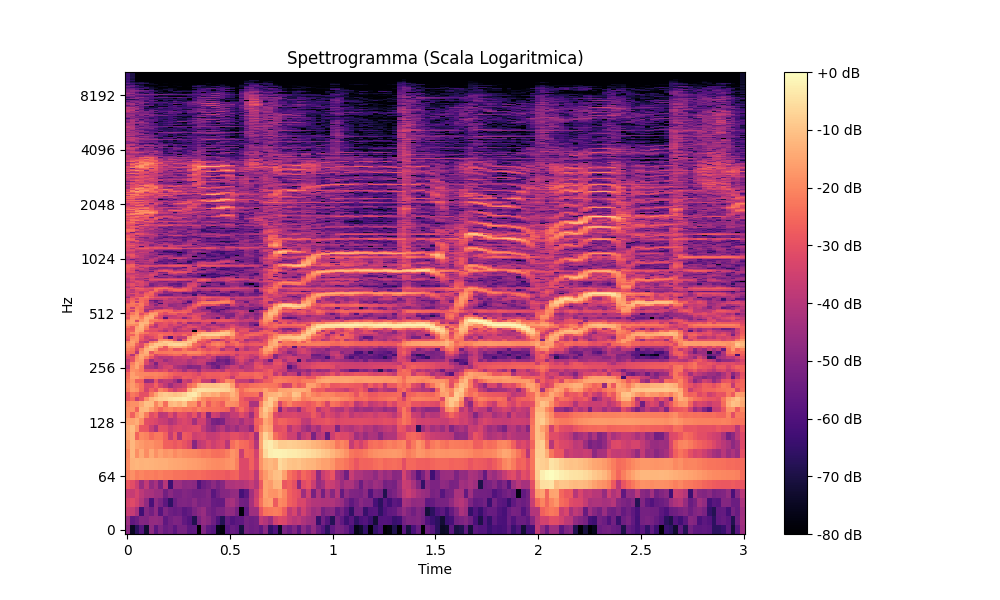 Spettrogramma (Scala Logaritmica)
8192
4096
2048
1024
512
256
128
64
0
Hz
0
0.5
1
1.5
2
2.5
3
Time
+0 dB
-10 dB
-20 dB
-30 dB
-40 dB
-50 dB
-60 dB
-70 dB
-80 dB